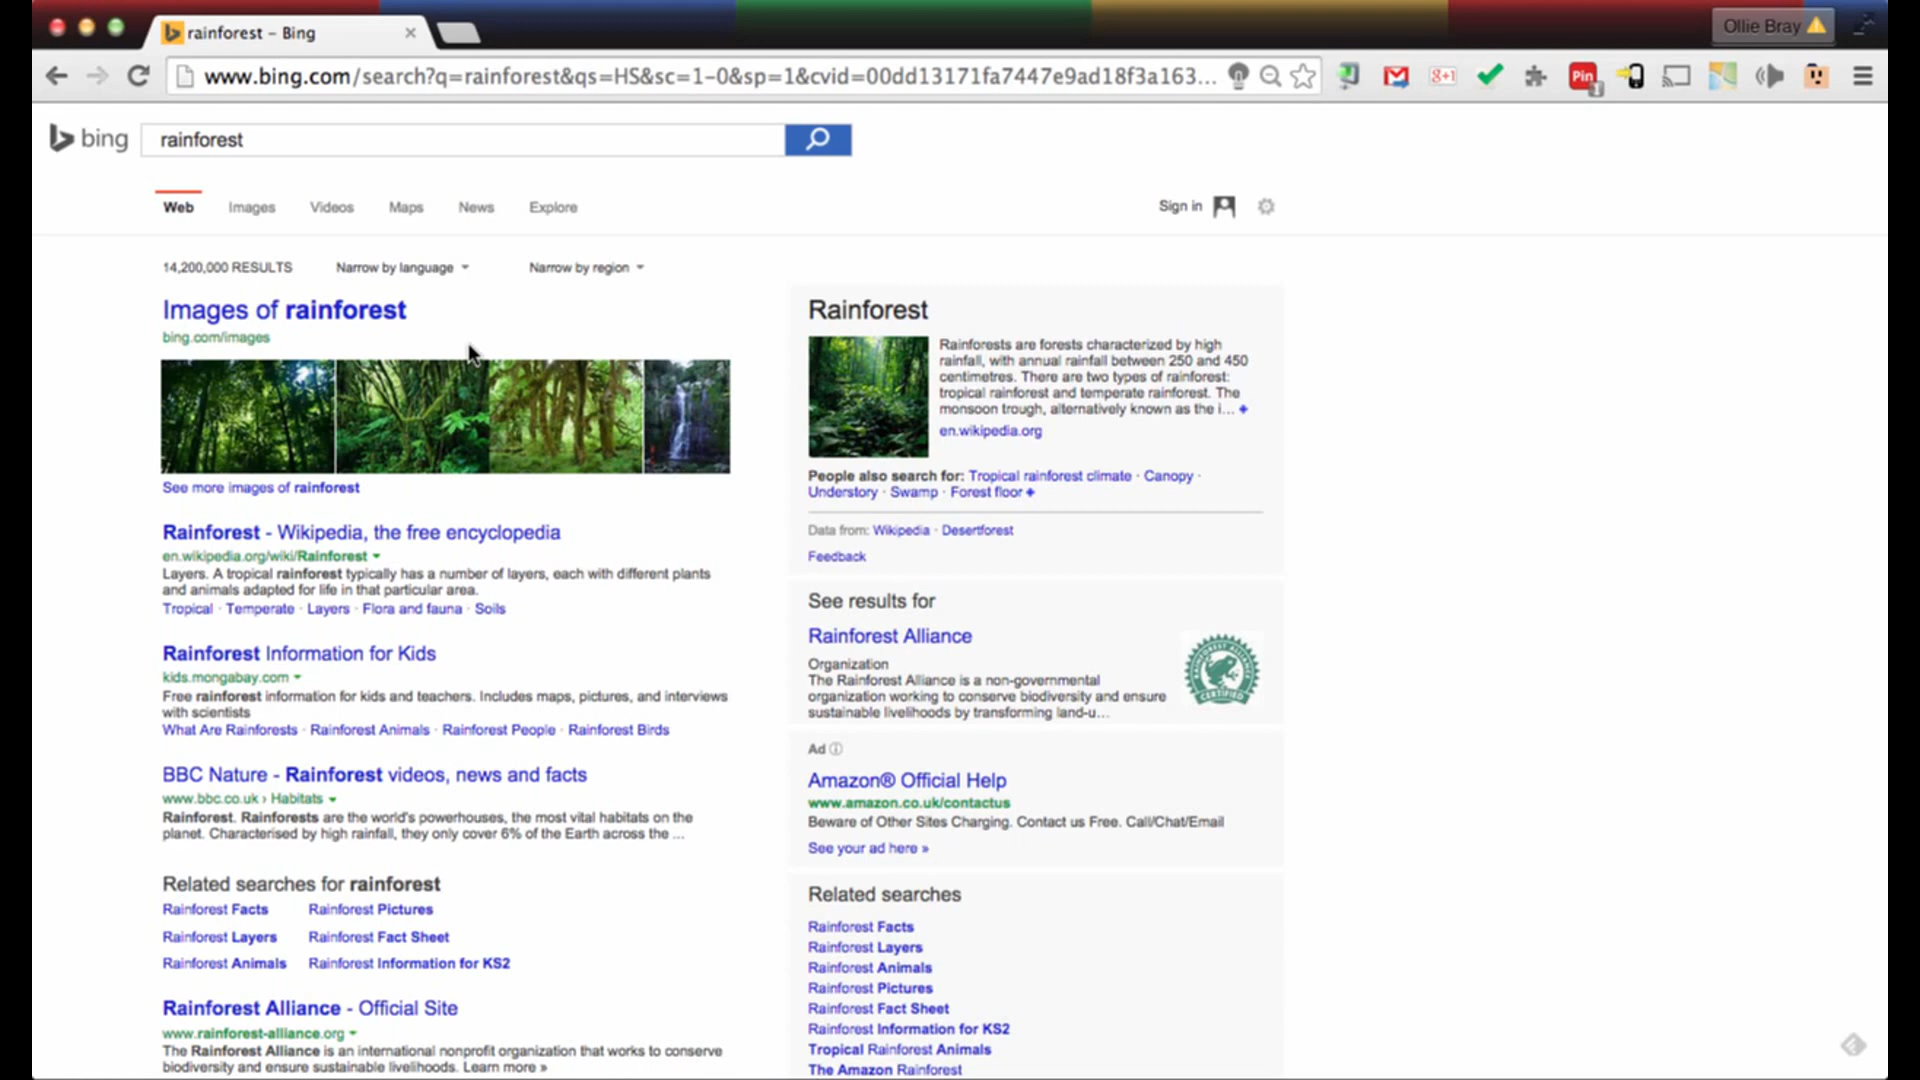 rainforest – Bing
Ollie Bray
www.bing.com/search?q=rainforest&qs=HS&sc=1-0&sp=1&cvid=00dd13171fa7447e9ad18f3a163...
g+1
Pin
1
bing
rainforest
Web Images Videos Maps News Explore
Sign in
14,200,000 RESULTS Narrow by language Narrow by region
Images of rainforest
bing.com/images
See more images of rainforest
Rainforest - Wikipedia, the free encyclopedia
en.wikipedia.org/wiki/Rainforest
Layers. A tropical rainforest typically has a number of layers, each with different plants
and animals adapted for life in that particular area.
Tropical · Temperate · Layers · Flora and fauna · Soils
Rainforest Information for Kids
kids.mongabay.com
Free rainforest information for kids and teachers. Includes maps, pictures, and interviews
with scientists
What Are Rainforests · Rainforest Animals · Rainforest People · Rainforest Birds
BBC Nature - Rainforest videos, news and facts
www.bbc.co.uk › Habitats
Rainforest. Rainforests are the world's powerhouses, the most vital habitats on the
planet. Characterised by high rainfall, they only cover 6% of the Earth across the ...
Related searches for rainforest
Rainforest Facts Rainforest Pictures
Rainforest Layers Rainforest Fact Sheet
Rainforest Animals Rainforest Information for KS2
Rainforest Alliance - Official Site
www.rainforest-alliance.org
The Rainforest Alliance is an international nonprofit organization that works to conserve
biodiversity and ensure sustainable livelihoods. Learn more »
Rainforest
Rainforests are forests characterized by high
rainfall, with annual rainfall between 250 and 450
centimetres. There are two types of rainforest:
tropical rainforest and temperate rainforest. The
monsoon trough, alternatively known as the i... +
en.wikipedia.org
People also search for: Tropical rainforest climate · Canopy ·
Understory · Swamp · Forest floor +
Data from: Wikipedia · Desertforest
Feedback
See results for
Rainforest Alliance
Organization
The Rainforest Alliance is a non-governmental
organization working to conserve biodiversity and ensure
sustainable livelihoods by transforming land-u...
RAINFOREST ALLIANCE
CERTIFIED
Ad
Amazon® Official Help
www.amazon.co.uk/contactus
Beware of Other Sites Charging. Contact us Free. Call/Chat/Email
See your ad here »
Related searches
Rainforest Facts
Rainforest Layers
Rainforest Animals
Rainforest Pictures
Rainforest Fact Sheet
Rainforest Information for KS2
Tropical Rainforest Animals
The Amazon Rainforest